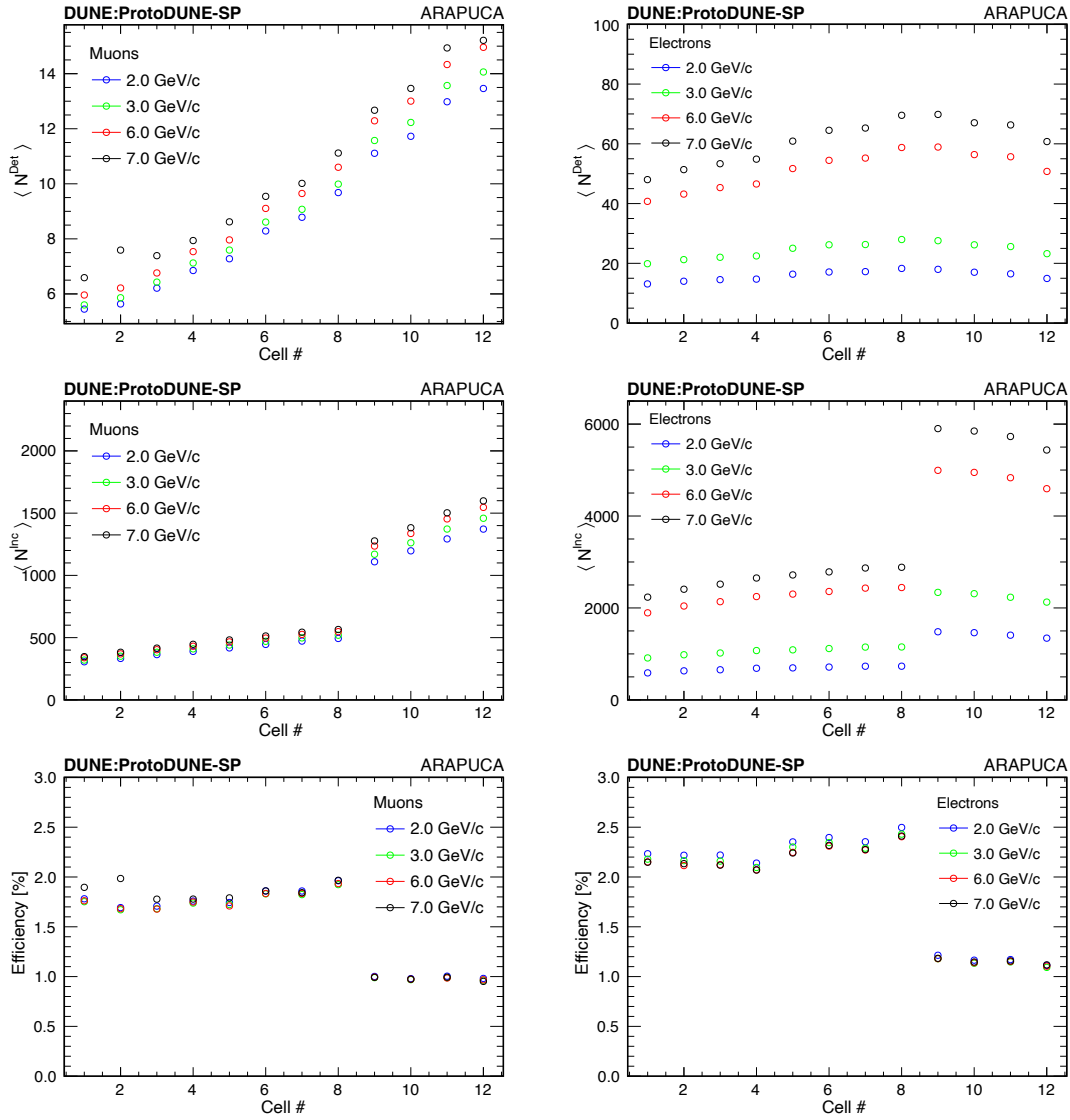 DUNE:ProtoDUNE-SP ARAPUCA
Muons
2.0 GeV/c
3.0 GeV/c
6.0 GeV/c
7.0 GeV/c
14
12
10
8
6
⟨ N^Det ⟩
2 4 6 8 10 12
Cell #
DUNE:ProtoDUNE-SP ARAPUCA
Electrons
2.0 GeV/c
3.0 GeV/c
6.0 GeV/c
7.0 GeV/c
100
80
60
40
20
0
⟨ N^Det ⟩
2 4 6 8 10 12
Cell #
DUNE:ProtoDUNE-SP ARAPUCA
Muons
2.0 GeV/c
3.0 GeV/c
6.0 GeV/c
7.0 GeV/c
2000
1500
1000
500
0
⟨ N^Inc ⟩
2 4 6 8 10 12
Cell #
DUNE:ProtoDUNE-SP ARAPUCA
Electrons
2.0 GeV/c
3.0 GeV/c
6.0 GeV/c
7.0 GeV/c
6000
4000
2000
0
⟨ N^Inc ⟩
2 4 6 8 10 12
Cell #
DUNE:ProtoDUNE-SP ARAPUCA
Muons
2.0 GeV/c
3.0 GeV/c
6.0 GeV/c
7.0 GeV/c
3.0
2.5
2.0
1.5
1.0
0.5
0.0
Efficiency [%]
2 4 6 8 10 12
Cell #
DUNE:ProtoDUNE-SP ARAPUCA
Electrons
2.0 GeV/c
3.0 GeV/c
6.0 GeV/c
7.0 GeV/c
3.0
2.5
2.0
1.5
1.0
0.5
0.0
Efficiency [%]
2 4 6 8 10 12
Cell #